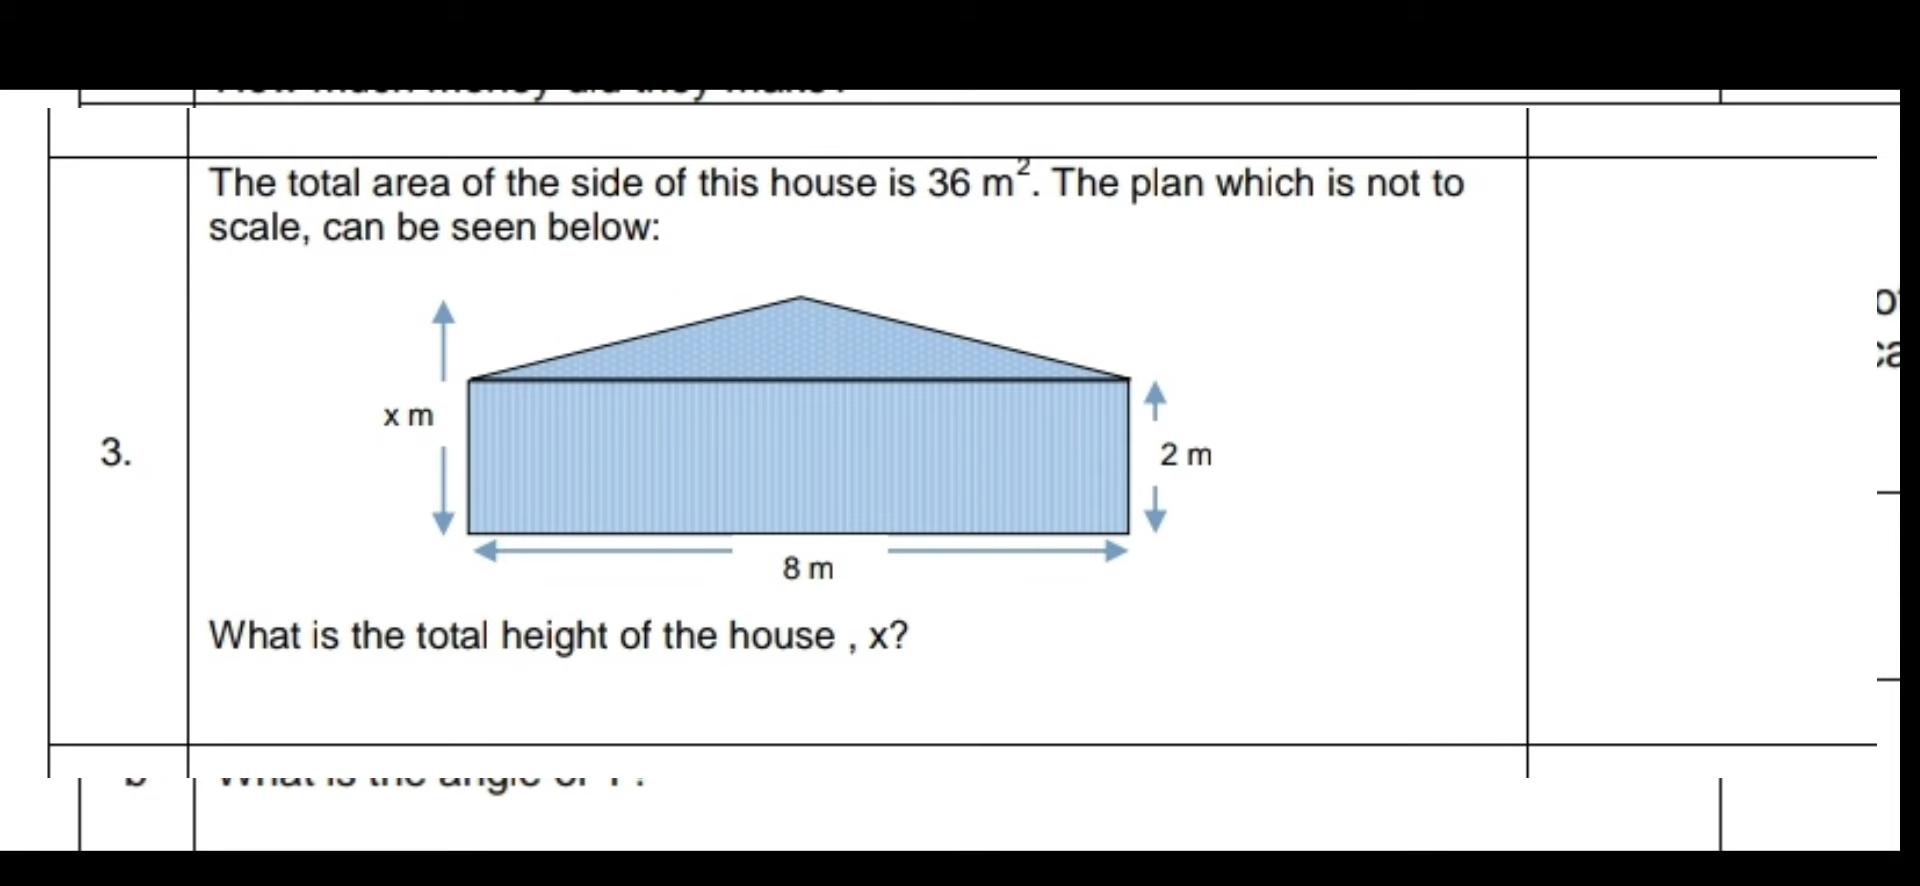 The total area of the side of this house is 36 m². The plan which is not to
scale, can be seen below:
x m
3.
2 m
8 m
What is the total height of the house , x?